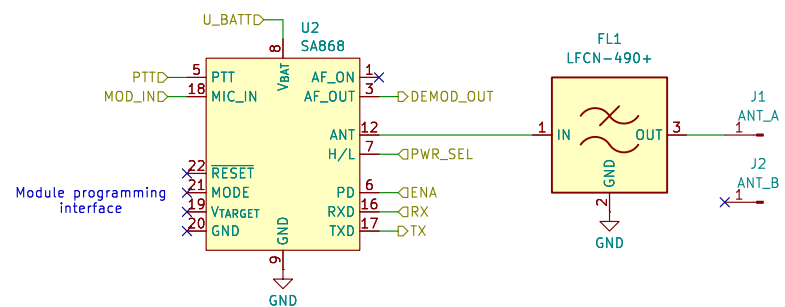 U_BATT
U2
SA868
FL1
LFCN-490+
8
VBAT
PTT
5
PTT
AF_ON
1
MOD_IN
18
MIC_IN
AF_OUT
3
DEMOD_OUT
J1
ANT_A
ANT
12
1
IN
OUT
3
1
H/L
7
PWR_SEL
J2
ANT_B
22
RESET
GND
Module programming
interface
21
MODE
PD
6
ENA
1
19
VTARGET
RXD
16
RX
2
20
GND
GND
TXD
17
TX
GND
9
GND